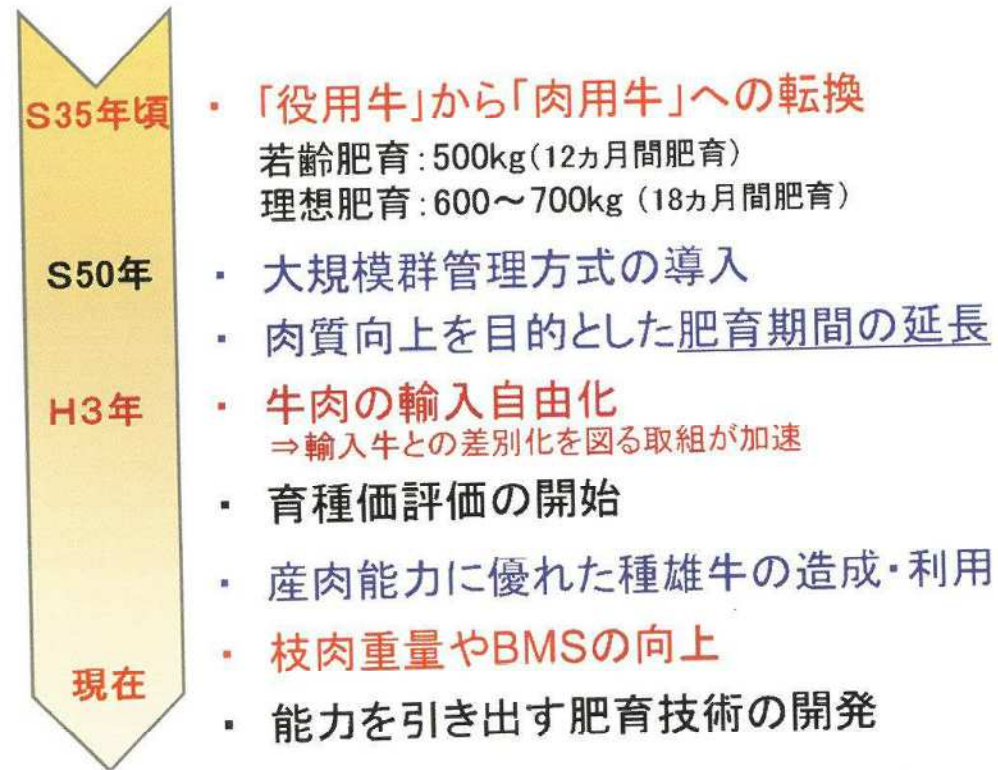 S35年頃
・「役用牛」から「肉用牛」への転換
若齢肥育:500kg(12ヵ月間肥育)
理想肥育:600～700kg (18ヵ月間肥育)
S50年
・大規模群管理方式の導入
・肉質向上を目的とした肥育期間の延長
H3年
・牛肉の輸入自由化
⇒輸入牛との差別化を図る取組が加速
・育種価評価の開始
・産肉能力に優れた種雄牛の造成・利用
・枝肉重量やBMSの向上
現在
・能力を引き出す肥育技術の開発